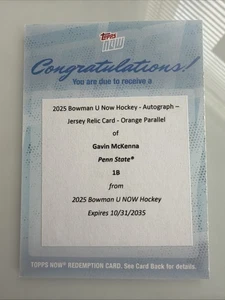 Topps
NOW
Congratulations!
You are due to receive a
2025 Bowman U Now Hockey - Autograph –
Jersey Relic Card - Orange Parallel
of
Gavin McKenna
Penn State®
1B
from
2025 Bowman U NOW Hockey
Expires 10/31/2035
TOPPS NOW® REDEMPTION CARD. See Card Book for details.